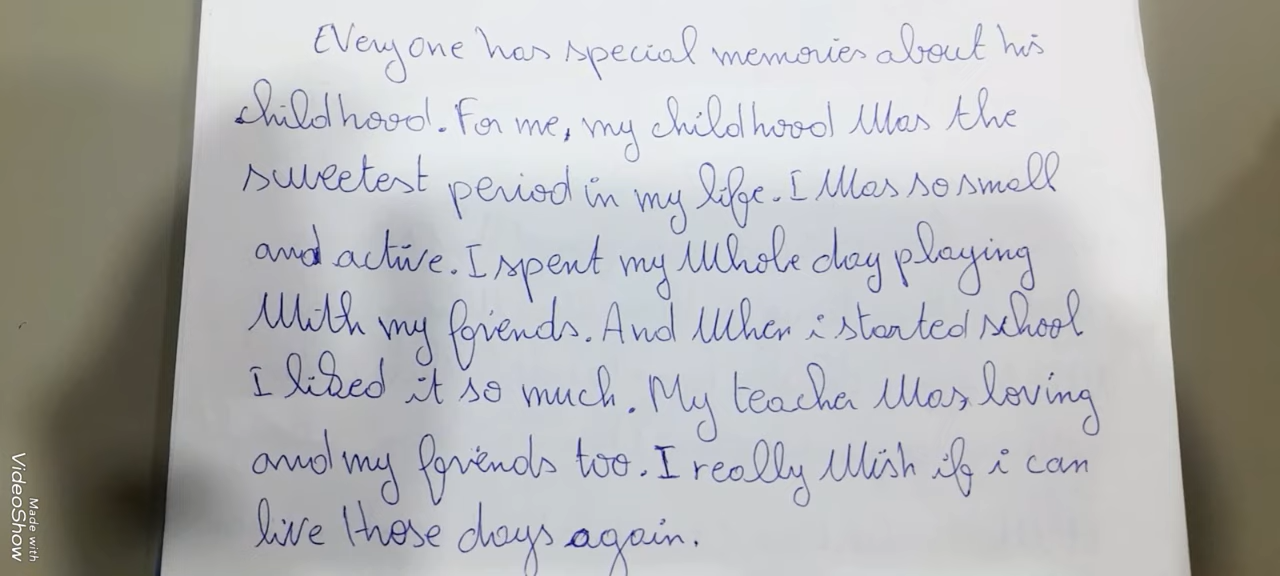 Everyone has special memories about his
childhood. For me, my childhood was the
sweetest period in my life. I was so small
and active. I spent my whole day playing
with my friends. And when i started school
I liked it so much. My teacher was loving
and my friends too. I really wish if i can
live those days again.
Made with
VideoShow